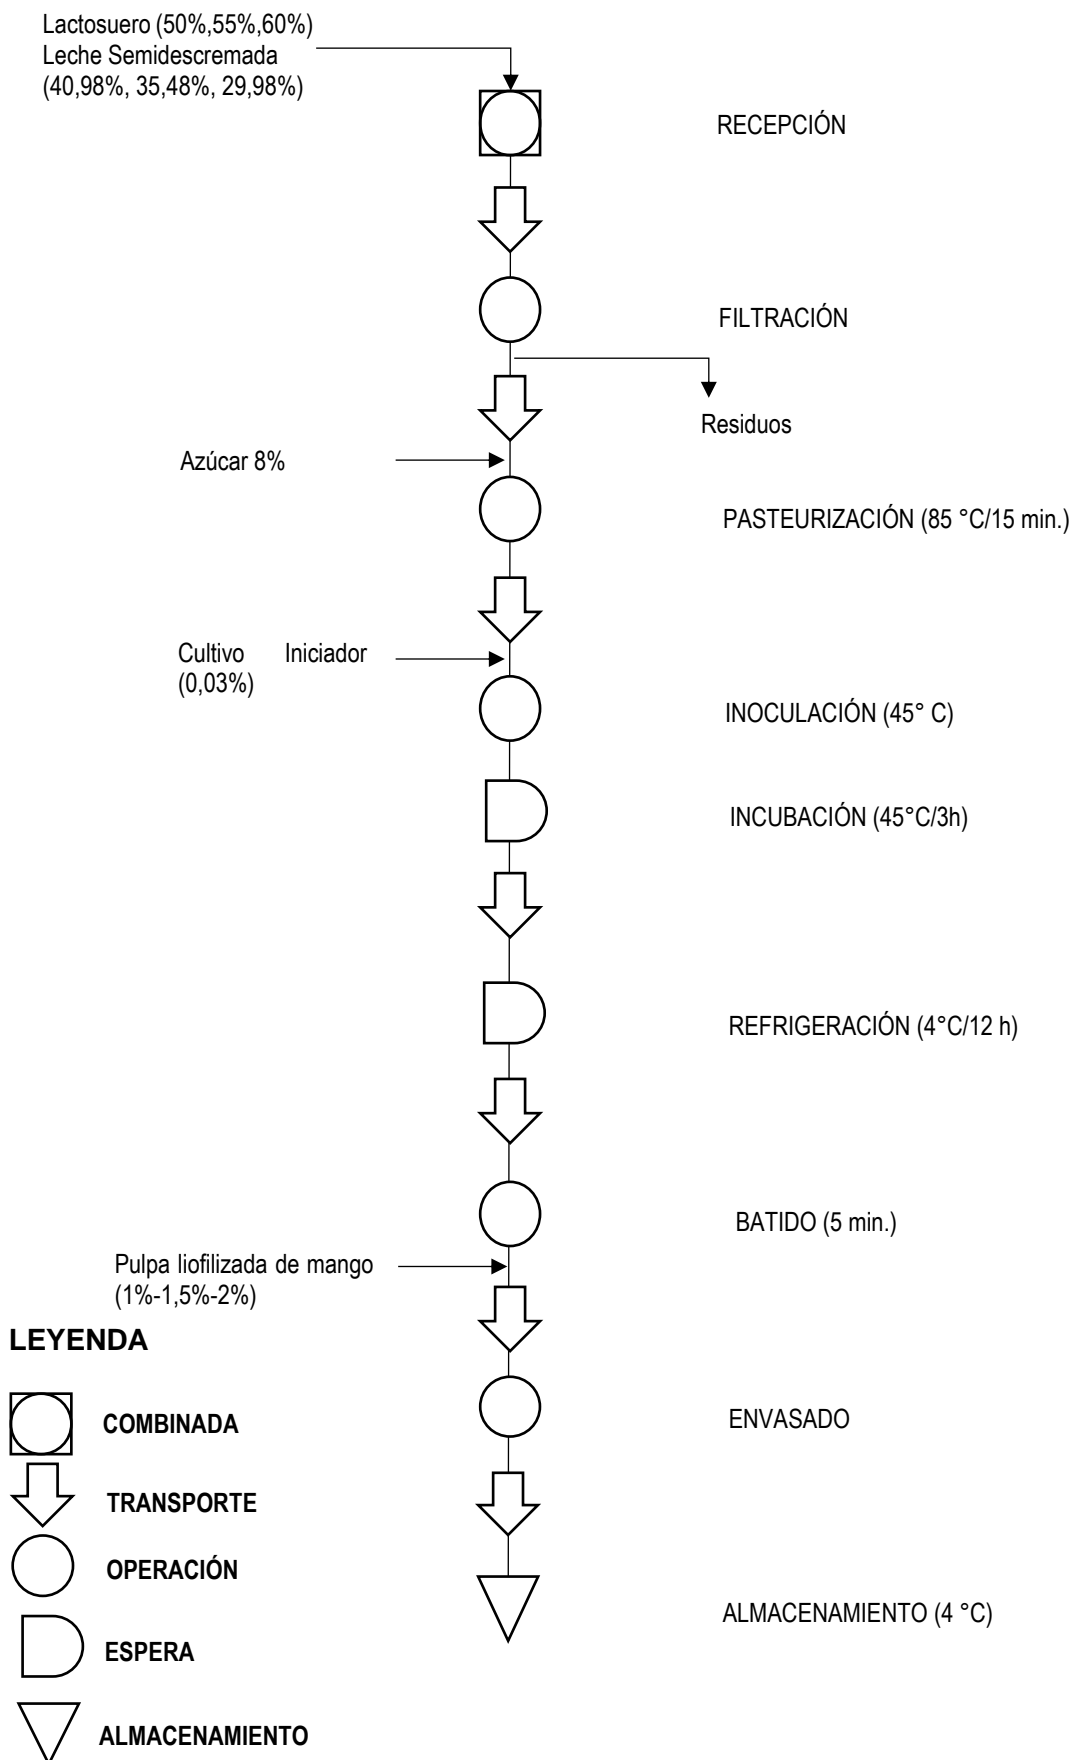 Lactosuero (50%,55%,60%)
Leche Semidescremada
(40,98%, 35,48%, 29,98%)
RECEPCIÓN
FILTRACIÓN
Residuos
Azúcar 8%
PASTEURIZACIÓN (85 °C/15 min.)
Cultivo Iniciador
(0,03%)
INOCULACIÓN (45° C)
INCUBACIÓN (45°C/3h)
REFRIGERACIÓN (4°C/12 h)
BATIDO (5 min.)
Pulpa liofilizada de mango
(1%-1,5%-2%)
LEYENDA
ENVASADO
COMBINADA
TRANSPORTE
OPERACIÓN
ALMACENAMIENTO (4 °C)
ESPERA
ALMACENAMIENTO